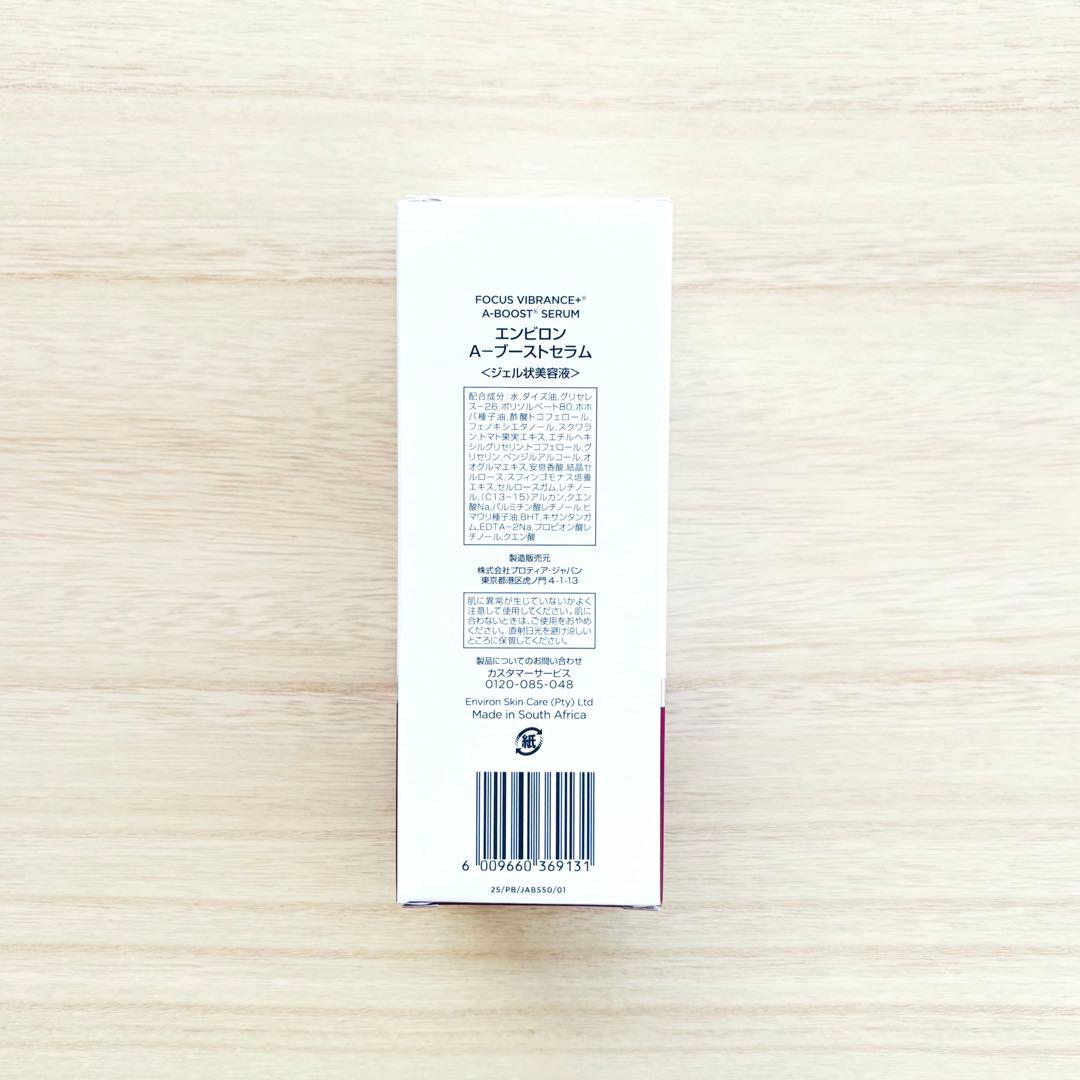 FOCUS VIBRANCE+®
A-BOOST® SERUM
エンビロン
A−ブーストセラム
<ジェル状美容液>
配合成分:水,ダイズ油,グリセレ
ス−26,ポリソルベート80,ホホ
バ種子油,酢酸トコフェロール,
フェノキシエタノール,スクワラ
ン,トマト果実エキス,エチルヘキ
シルグリセリン,トコフェロール,グ
リセリン,ベンジルアルコール,オ
オグルマエキス,安息香酸,結晶セ
ルロース,スフィンゴモナス培養
エキス,セルロースガム,レチノー
ル,(C13−15)アルカン,クエン
酸Na,パルミチン酸レチノール,ヒ
マワリ種子油,BHT,キサンタンガ
ム,EDTA−2Na,プロピオン酸レ
チノール,クエン酸
製造販売元
株式会社プロティア・ジャパン
東京都港区虎ノ門 4-1-13
肌に異常が生じていないかよく
注意して使用してください。肌に
合わないときは、ご使用をおやめ
ください。直射日光を避け涼しい
ところに保管してください。
製品についてのお問い合わせ
カスタマーサービス
0120-085-048
Environ Skin Care (Pty) Ltd
Made in South Africa
紙
6 009660 369131
25/PB/JABS50/01